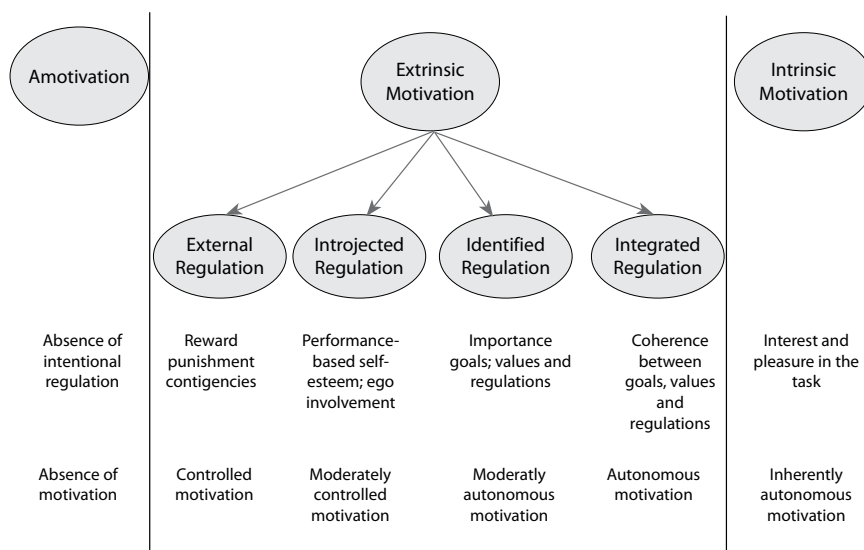 Amotivation
Extrinsic
Motivation
Intrinsic
Motivation
External
Regulation
Introjected
Regulation
Identified
Regulation
Integrated
Regulation
Absence of
intentional
regulation
Reward
punishment
contigencies
Performance-
based self-
esteem; ego
involvement
Importance
goals; values and
regulations
Coherence
between
goals, values
and
regulations
Interest and
pleasure in the
task
Absence of
motivation
Controlled
motivation
Moderately
controlled
motivation
Moderatly
autonomous
motivation
Autonomous
motivation
Inherently
autonomous
motivation